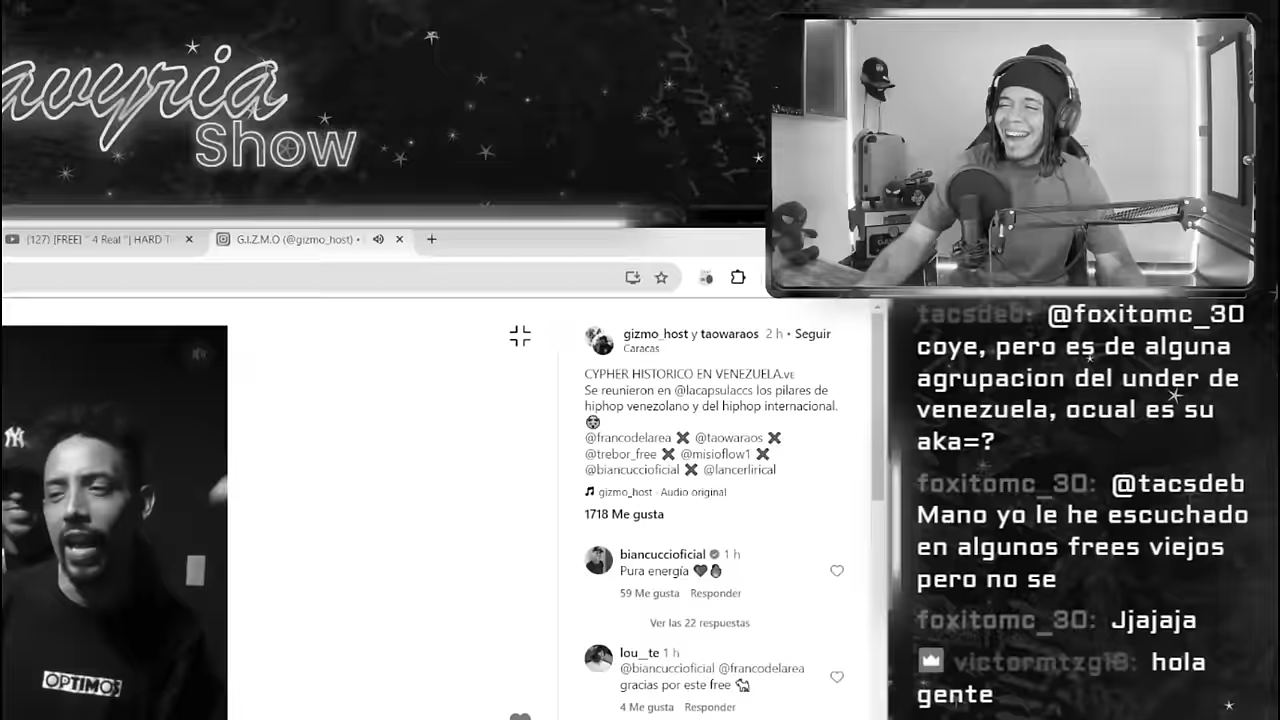 avyria
Show
(127) [FREE] " 4 Real "| HARD T
G.I.Z.M.O (@gizmo_host) •
gizmo_host y taowaraos 2 h • Seguir
Caracas
CYPHER HISTORICO EN VENEZUELA.VE
Se reunieron en @lacapsulaccs los pilares de
hiphop venezolano y del hiphop internacional.
@francodelarea ✖ @taowaraos ✖
@trebor_free ✖ @misioflow1 ✖
@biancuccioficial ✖ @lancerlirical
gizmo_host · Audio original
1718 Me gusta
biancuccioficial 1 h
Pura energía
59 Me gusta Responder
Ver las 22 respuestas
lou__te 1 h
@biancuccioficial @francodelarea
gracias por este free
4 Me gusta Responder
NY
OPTIMOS
tacsdeb: @foxitomc_30
coye, pero es de alguna
agrupacion del under de
venezuela, ocual es su
aka=?
foxitomc_30: @tacsdeb
Mano yo le he escuchado
en algunos frees viejos
pero no se
foxitomc_30: Jjajaja
victormtzg18: hola
gente